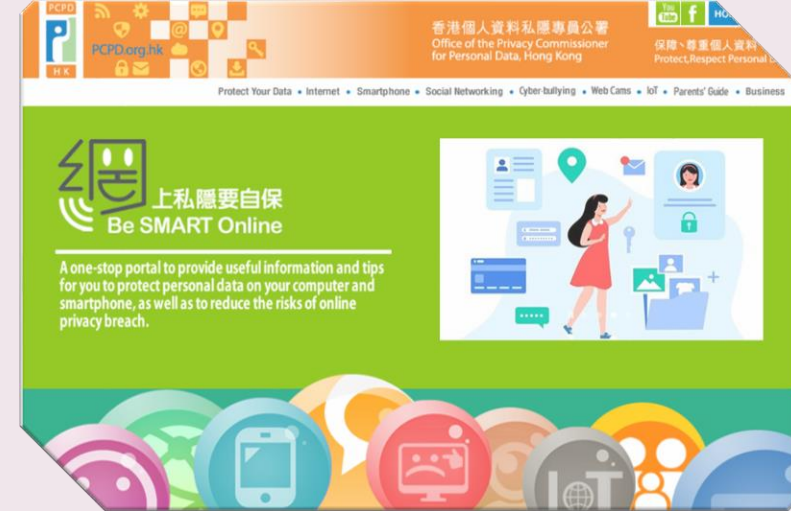 PCPD
H K
PCPD.org.hk
香港個人資料私隱專員公署
Office of the Privacy Commissioner
for Personal Data, Hong Kong
You
Tube
f
保障、尊重個人資料
Protect,Respect Personal
Protect Your Data • Internet • Smartphone • Social Networking • Cyber-bullying • Web Cams • IoT • Parents' Guide • Business
網上私隱要自保
Be SMART Online
A one-stop portal to provide useful information and tips
for you to protect personal data on your computer and
smartphone, as well as to reduce the risks of online
privacy breach.
IoT